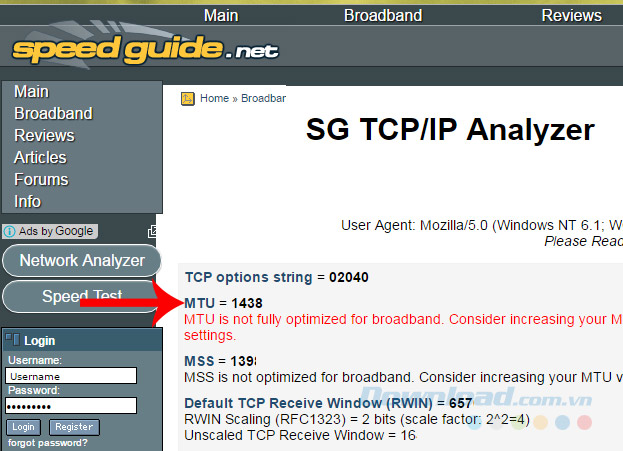 Main Broadband Reviews
speedguide.net
Main
Broadband
Reviews
Articles
Forums
Info
Ads by Google
Network Analyzer
Speed Test
Login
Username:
Username
Password:
Login Register
forgot password?
Home » Broadbar
SG TCP/IP Analyzer
User Agent: Mozilla/5.0 (Windows NT 6.1; W
Please Read
TCP options string = 02040
MTU = 1438
MTU is not fully optimized for broadband. Consider increasing your M
settings.
MSS = 1398
MSS is not optimized for broadband. Consider increasing your MTU v
Default TCP Receive Window (RWIN) = 657
RWIN Scaling (RFC1323) = 2 bits (scale factor: 2^2=4)
Unscaled TCP Receive Window = 16
Download.com.vn